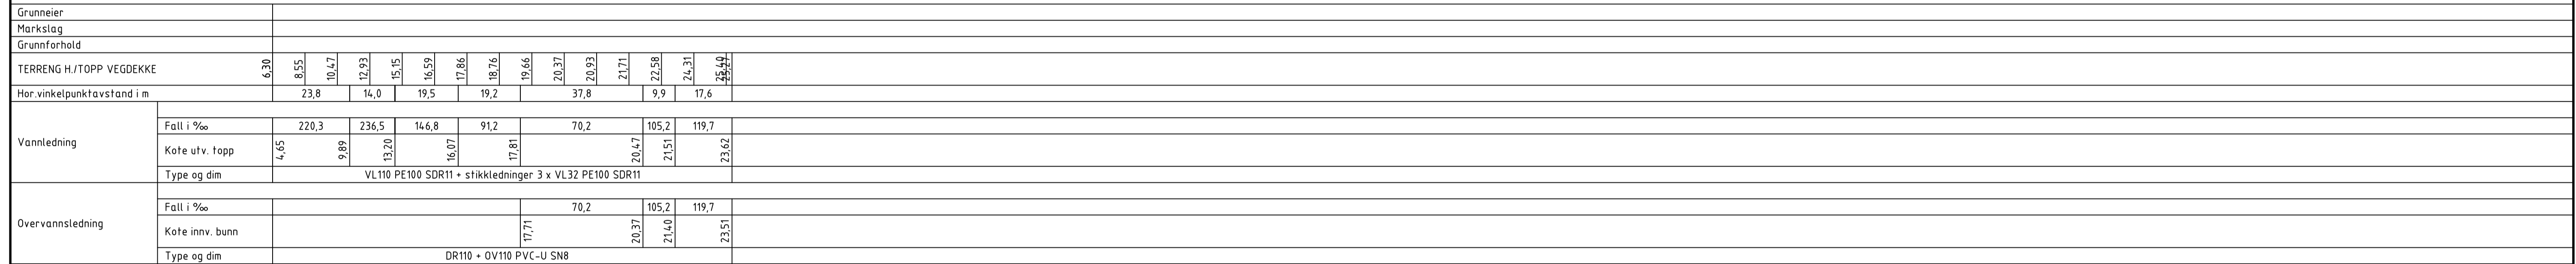 Grunneier
Markslag
Grunnforhold
TERRENG H./TOPP VEGDEKKE 6,30 8,55 10,47 12,93 15,15 16,59 17,86 18,76 19,66 20,37 20,93 21,71 22,58 24,31 25,40
Hor.vinkelpunktavstand i m 23,8 14,0 19,5 19,2 37,8 9,9 17,6
Vannledning
Fall i ‰ 220,3 236,5 146,8 91,2 70,2 105,2 119,7
Kote utv. topp 4,65 9,89 13,20 16,07 17,81 20,47 21,51 23,62
Type og dim VL110 PE100 SDR11 + stikkledninger 3 x VL32 PE100 SDR11
Overvannsledning
Fall i ‰ 70,2 105,2 119,7
Kote innv. bunn 17,71 20,37 21,40 23,51
Type og dim DR110 + OV110 PVC-U SN8